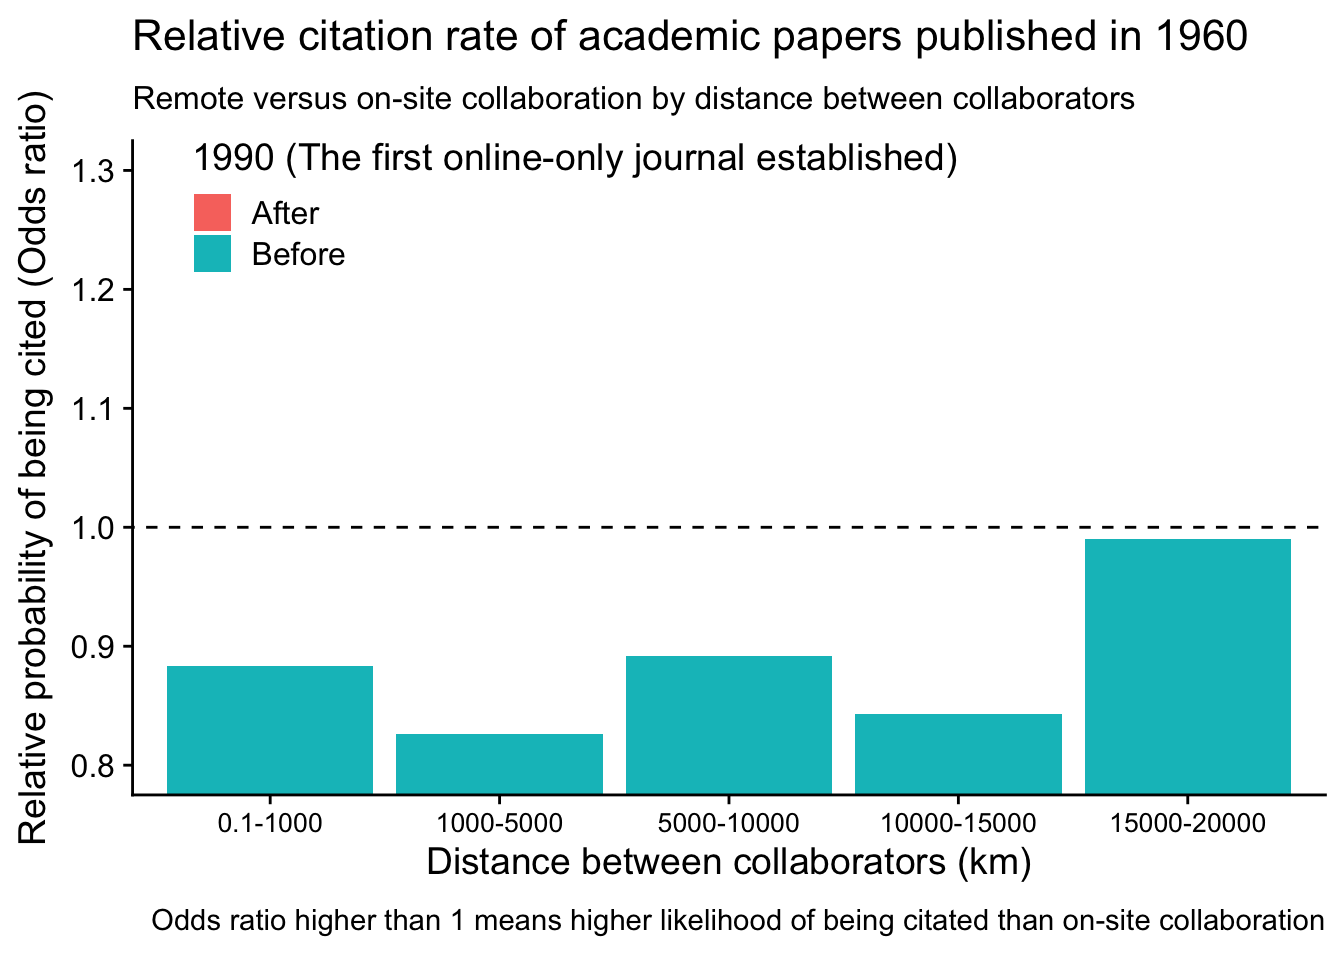 Relative citation rate of academic papers published in 1960
Remote versus on-site collaboration by distance between collaborators
Relative probability of being cited (Odds ratio)
1990 (The first online-only journal established)
After
Before
1.3
1.2
1.1
1.0
0.9
0.8
0.1-1000 1000-5000 5000-10000 10000-15000 15000-20000
Distance between collaborators (km)
Odds ratio higher than 1 means higher likelihood of being citated than on-site collaboration